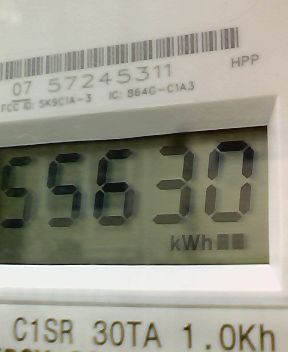 07 57245311
HPP
FCC ID: SK9C1A-3 IC: 864G-C1A3
55630
kWh
C1SR 30TA 1.0Kh